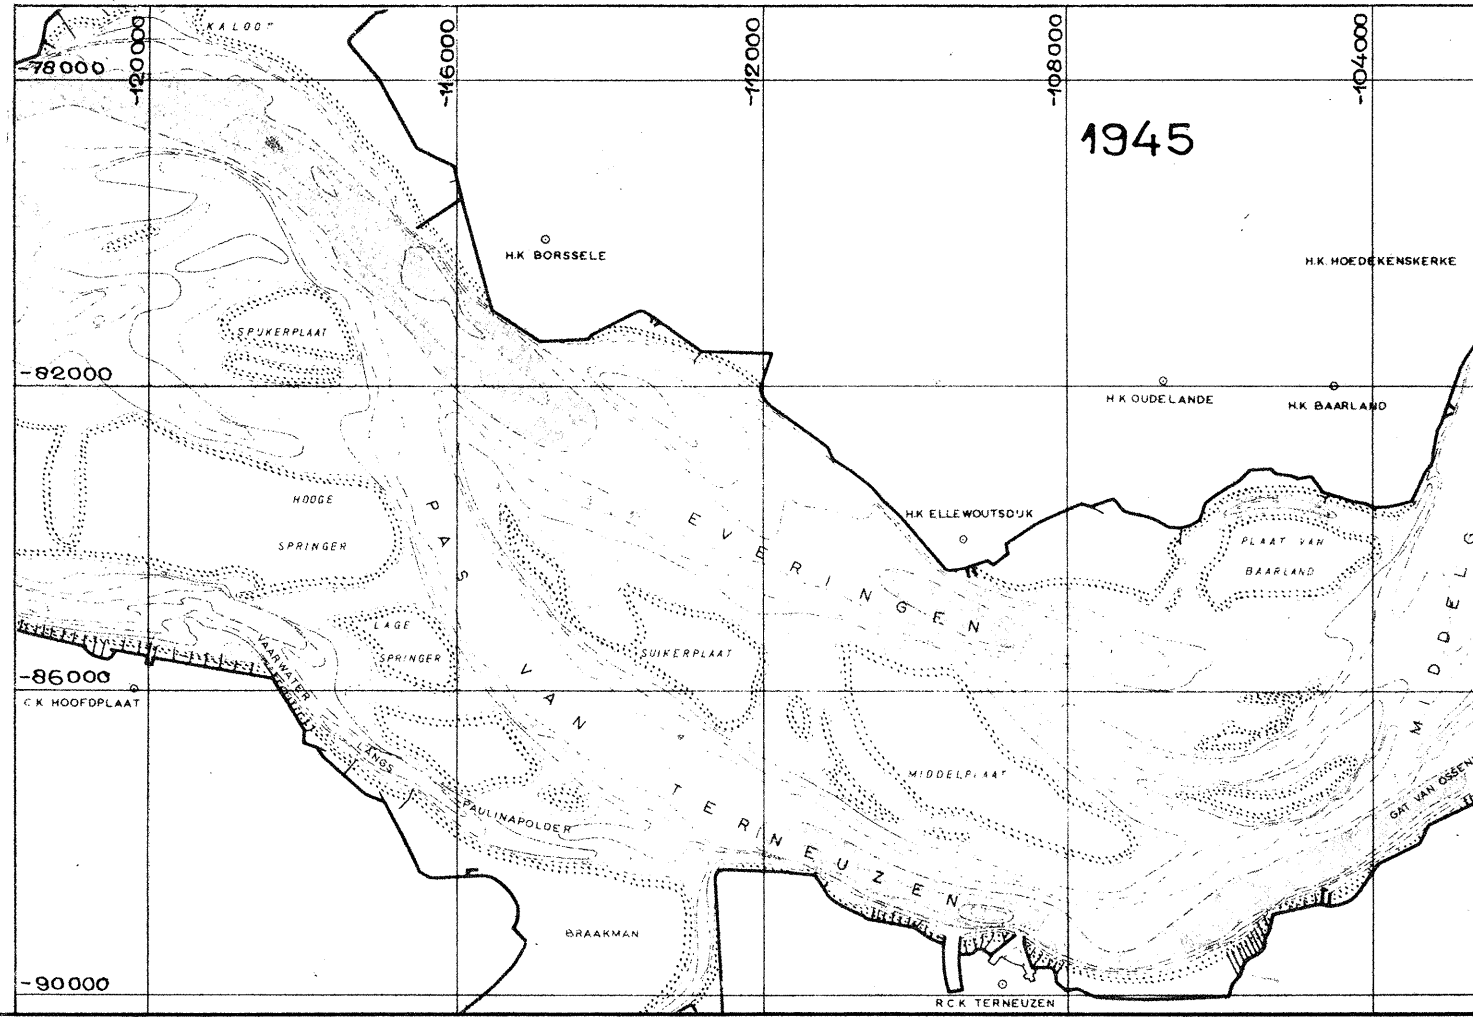 KALOOT
-78000
-120000
-116000
-112000
-108000
-104000
1945
H.K. BORSSELE
H.K. HOEDEKENSKERKE
SPIJKERPLAAT
-82000
H.K OUDELANDE
H.K BAARLAND
HOOGE
SPRINGER
PAS VAN TERNEUZEN
EVERINGEN
H.K ELLEWOUTSDIJK
PLAAT VAN
BAARLAND
MIDDELG
LAGE
SPRINGER
SUIKERPLAAT
-86000
C.K. HOOFDPLAAT
VAARWATER
LANGS
PAULINAPOLDER
MIDDELPLAAT
GAT VAN OSSEN
BRAAKMAN
-90000
R.C.K TERNEUZEN